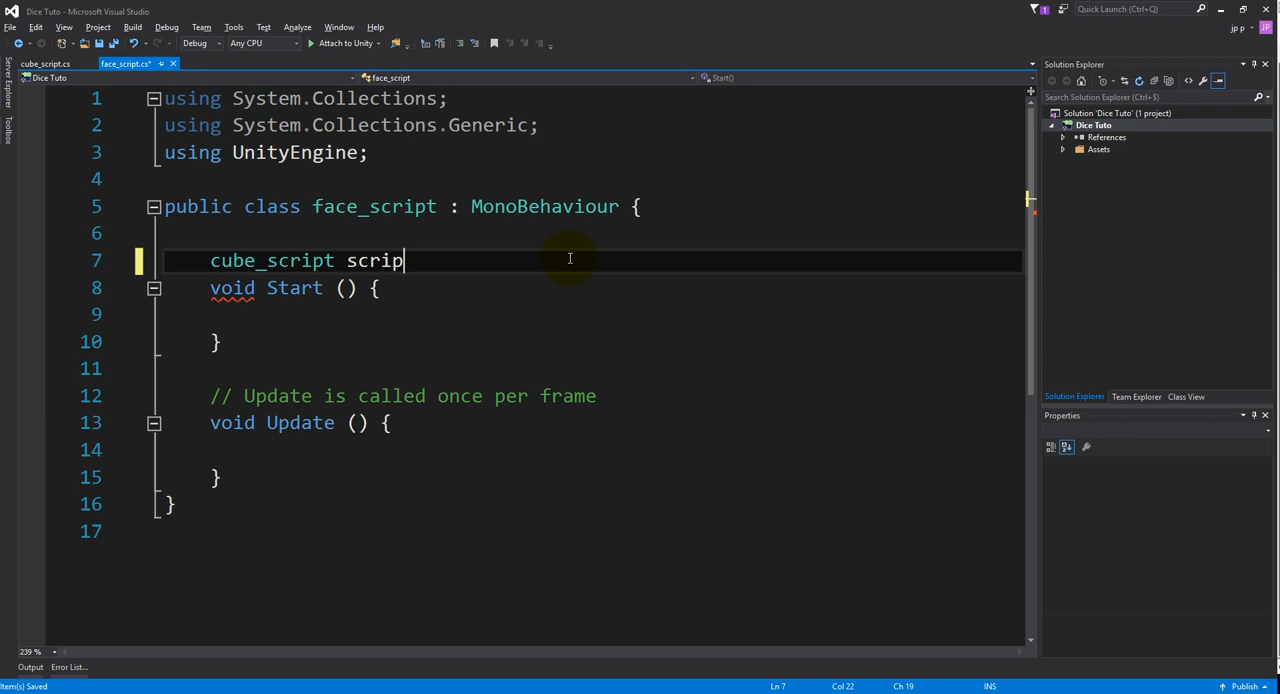 Dice Tuto - Microsoft Visual Studio
1
Quick Launch (Ctrl+Q)
File Edit View Project Build Debug Team Tools Test Analyze Window Help
jp p
JP
Debug Any CPU Attach to Unity
cube_script.cs face_script.cs*
Dice Tuto face_script Start()
Server Explorer
Toolbox
1 using System.Collections;
2 using System.Collections.Generic;
3 using UnityEngine;
4
5 public class face_script : MonoBehaviour {
6
7 cube_script scrip
8 void Start () {
9
10 }
11
12 // Update is called once per frame
13 void Update () {
14
15 }
16 }
17
Solution Explorer
Search Solution Explorer (Ctrl+$)
Solution 'Dice Tuto' (1 project)
Dice Tuto
References
Assets
Solution Explorer Team Explorer Class View
Properties
239 %
Output Error List...
Item(s) Saved Ln 7 Col 22 Ch 19 INS Publish